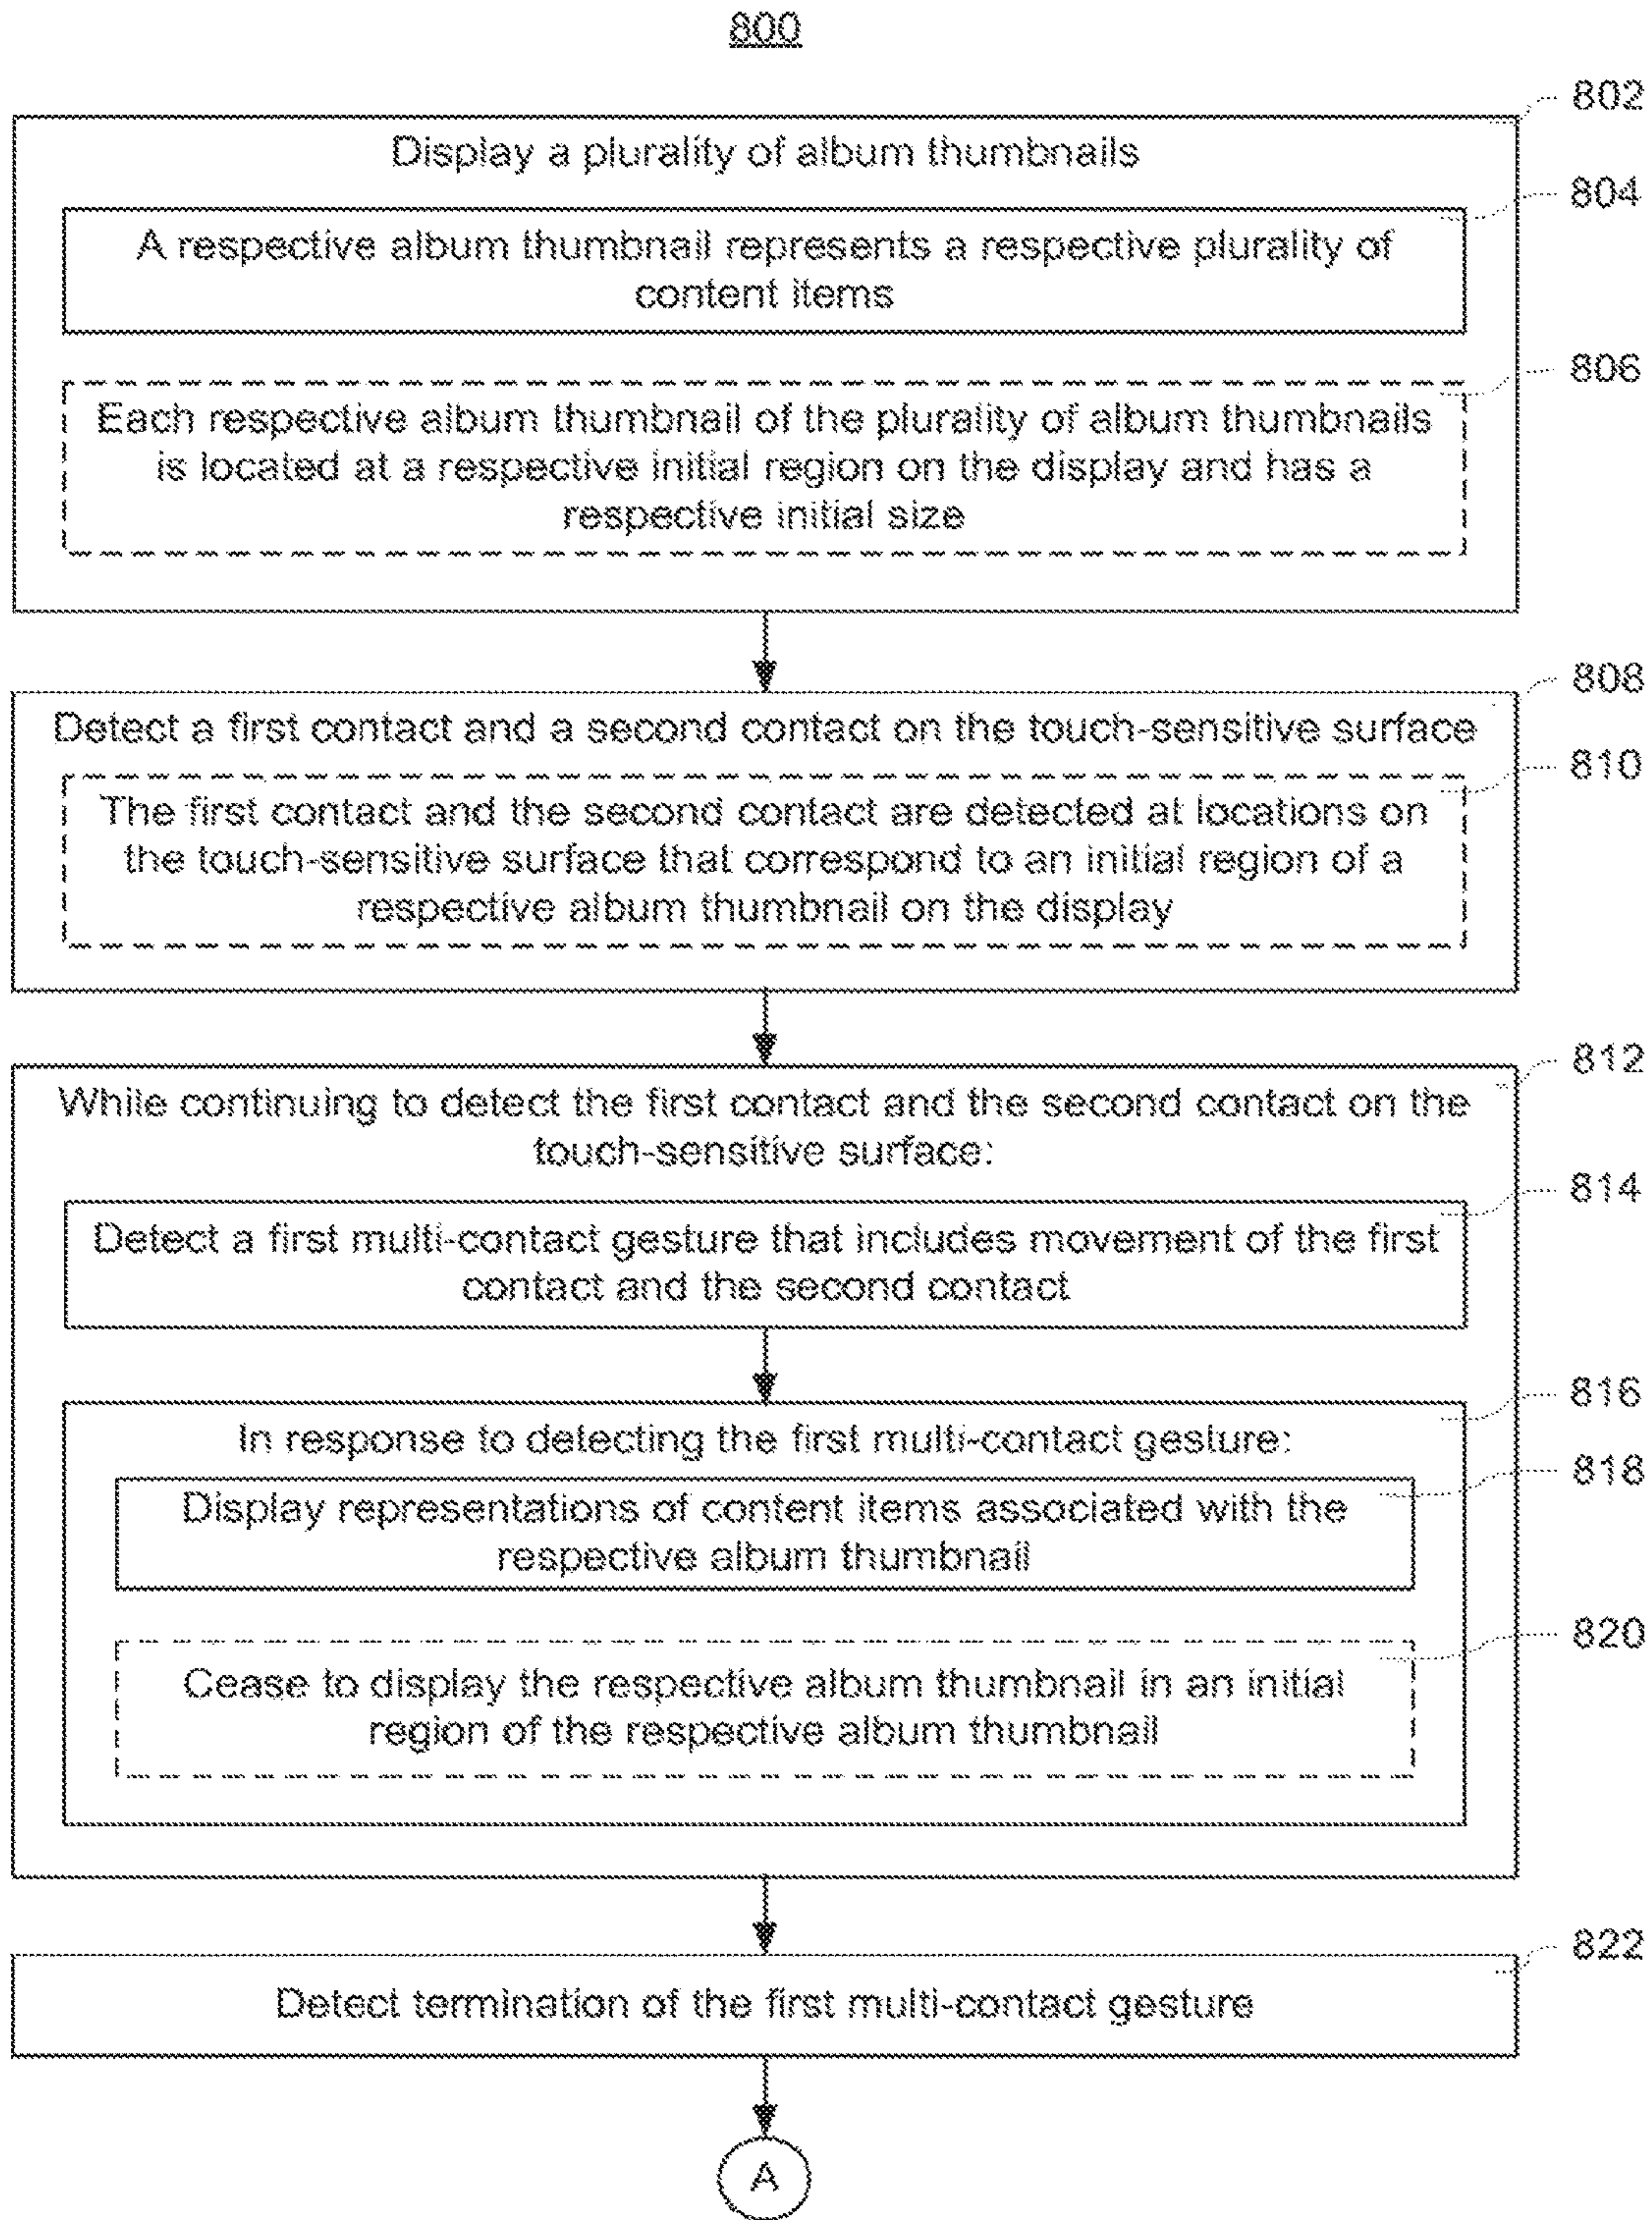 800
802
Display a plurality of album thumbnails
804
A respective album thumbnail represents a respective plurality of
content items
806
Each respective album thumbnail of the plurality of album thumbnails
is located at a respective initial region on the display and has a
respective initial size
808
Detect a first contact and a second contact on the touch-sensitive surface
810
The first contact and the second contact are detected at locations on
the touch-sensitive surface that correspond to an initial region of a
respective album thumbnail on the display
812
While continuing to detect the first contact and the second contact on the
touch-sensitive surface:
814
Detect a first multi-contact gesture that includes movement of the first
contact and the second contact
816
In response to detecting the first multi-contact gesture:
818
Display representations of content items associated with the
respective album thumbnail
820
Cease to display the respective album thumbnail in an initial
region of the respective album thumbnail
822
Detect termination of the first multi-contact gesture
A